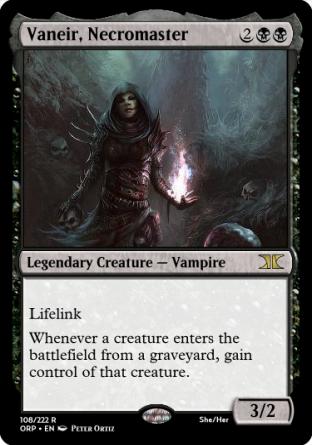 Vaneir, Necromaster
2
Legendary Creature — Vampire
Lifelink
Whenever a creature enters the
battlefield from a graveyard, gain
control of that creature.
108/222 R
ORP • EN Peter Ortiz
She/Her
3/2